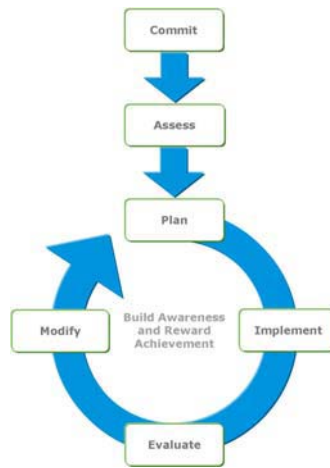 Commit
Assess
Plan
Build Awareness
and Reward
Achievement
Modify
Implement
Evaluate